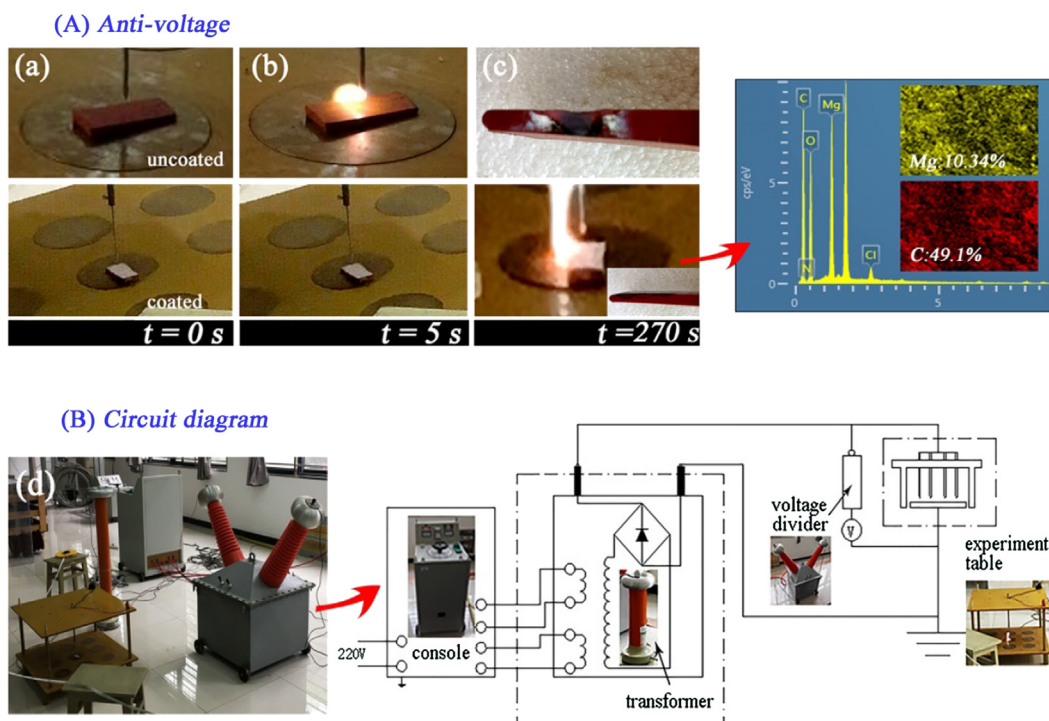 (A) Anti-voltage
(a)
(b)
(c)
uncoated
coated
t = 0 s
t = 5 s
t =270 s
cps/eV
5
0
C
O
Mg
N
Cl
0
5
Mg:10.34%
C:49.1%
(B) Circuit diagram
(d)
220V
console
transformer
voltage
divider
V
experiment
table